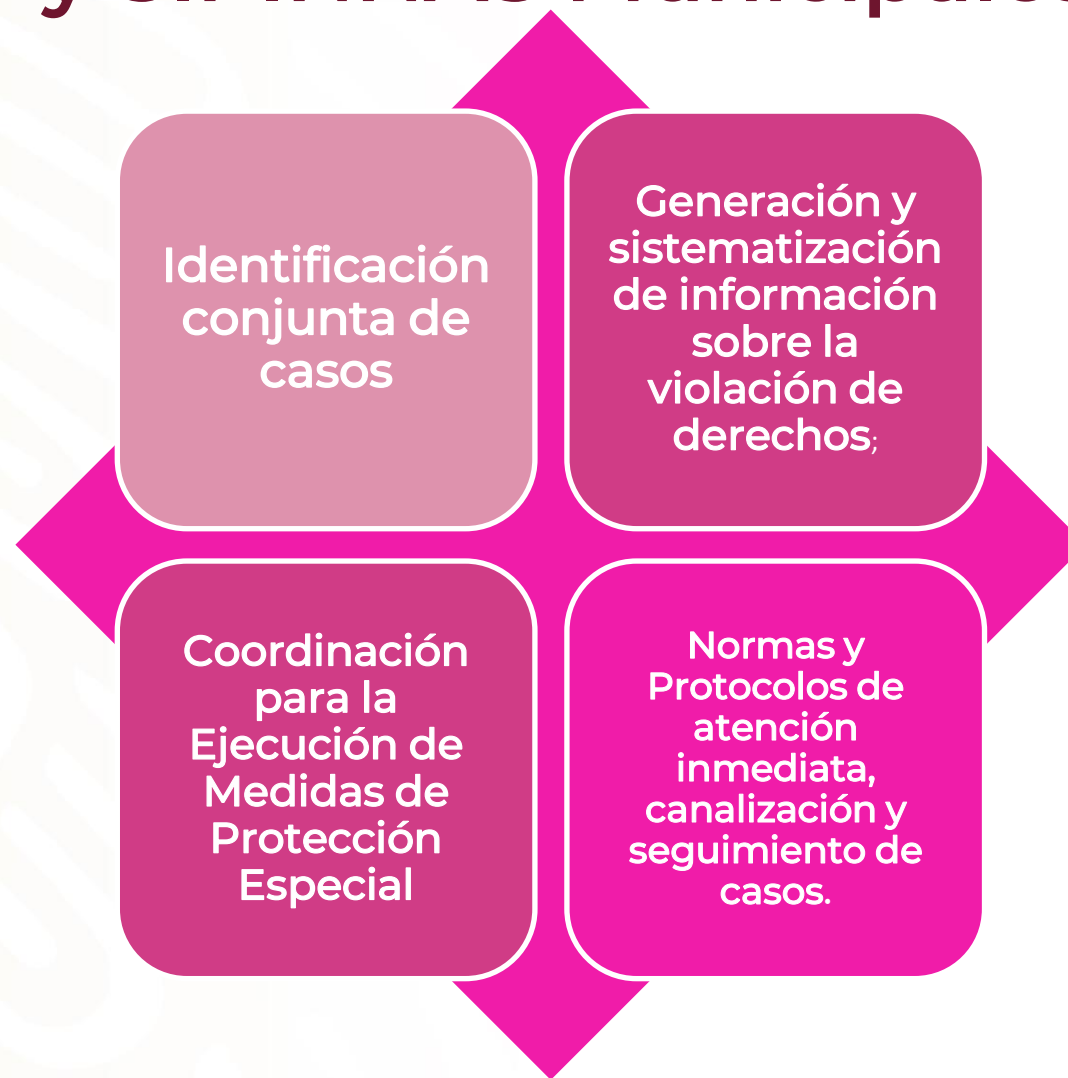 Identificación
conjunta de
casos
Generación y
sistematización
de información
sobre la
violación de
derechos;
Coordinación
para la
Ejecución de
Medidas de
Protección
Especial
Normas y
Protocolos de
atención
inmediata,
canalización y
seguimiento de
casos.